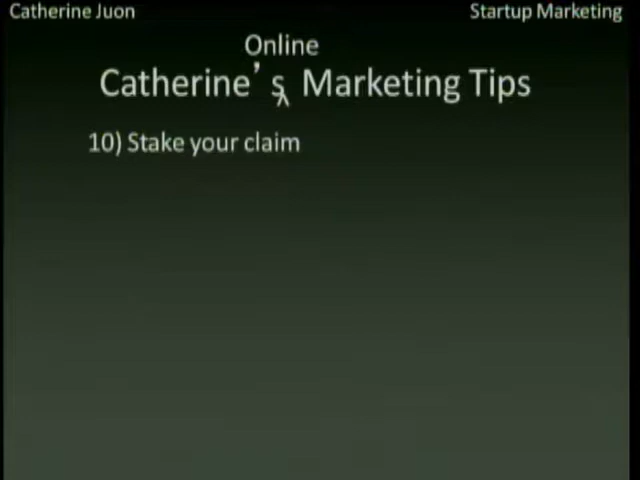 Catherine Juon
Startup Marketing
Online
Catherine's Marketing Tips
10) Stake your claim